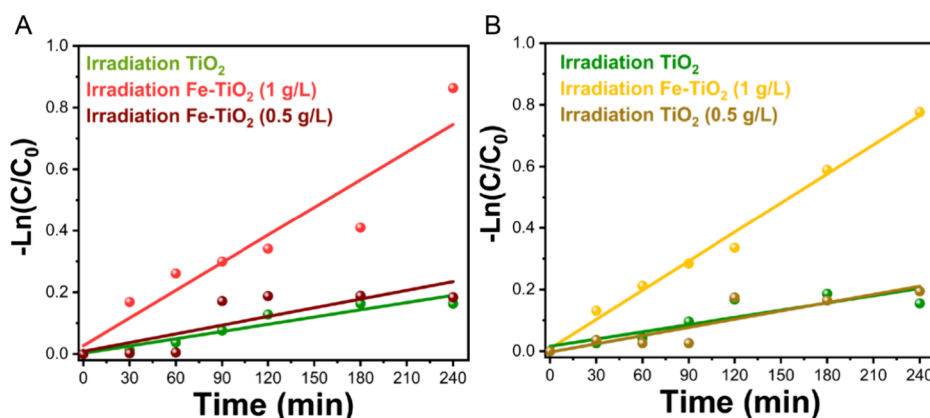 A
-Ln(C/C₀)
1.0
0.8
0.6
0.4
0.2
0.0
Irradiation TiO₂
Irradiation Fe-TiO₂ (1 g/L)
Irradiation Fe-TiO₂ (0.5 g/L)
0 30 60 90 120 150 180 210 240
Time (min)
B
-Ln(C/C₀)
1.0
0.8
0.6
0.4
0.2
0.0
Irradiation TiO₂
Irradiation Fe-TiO₂ (1 g/L)
Irradiation TiO₂ (0.5 g/L)
0 30 60 90 120 150 180 210 240
Time (min)